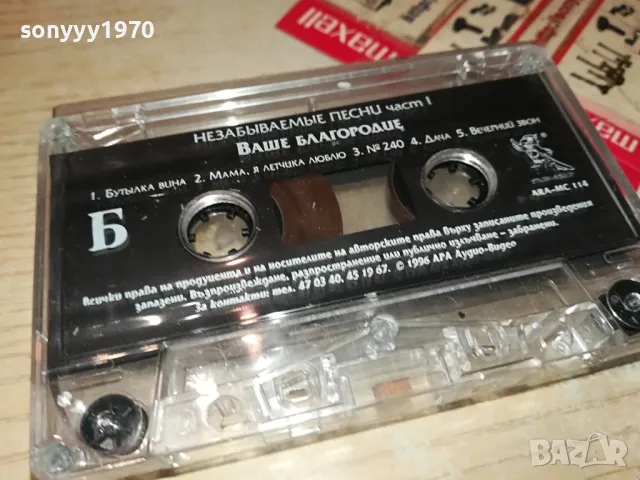 sonyyy1970
maxell
НЕЗАБЫВАЕМЫЕ ПЕСНИ част I
ВАШЕ БЛАГОРОДИЕ
1. БУТЫЛКА ВИНА 2. МАМА, Я ЛЕТЧИКА ЛЮБЛЮ 3. № 240 4. ДАЧА 5. ВЕЧЕРНИЙ ЗВОН
Б
ARA-MC 114
Всички права на продуцента и на носителите на авторските права върху записаните произведения
запазени. Възпроизвеждане, разпространение или публично излъчване - забранени.
За контакти: тел. 47 03 40, 45 19 67. © 1996 АРА Аудио-Видео
BAZAR